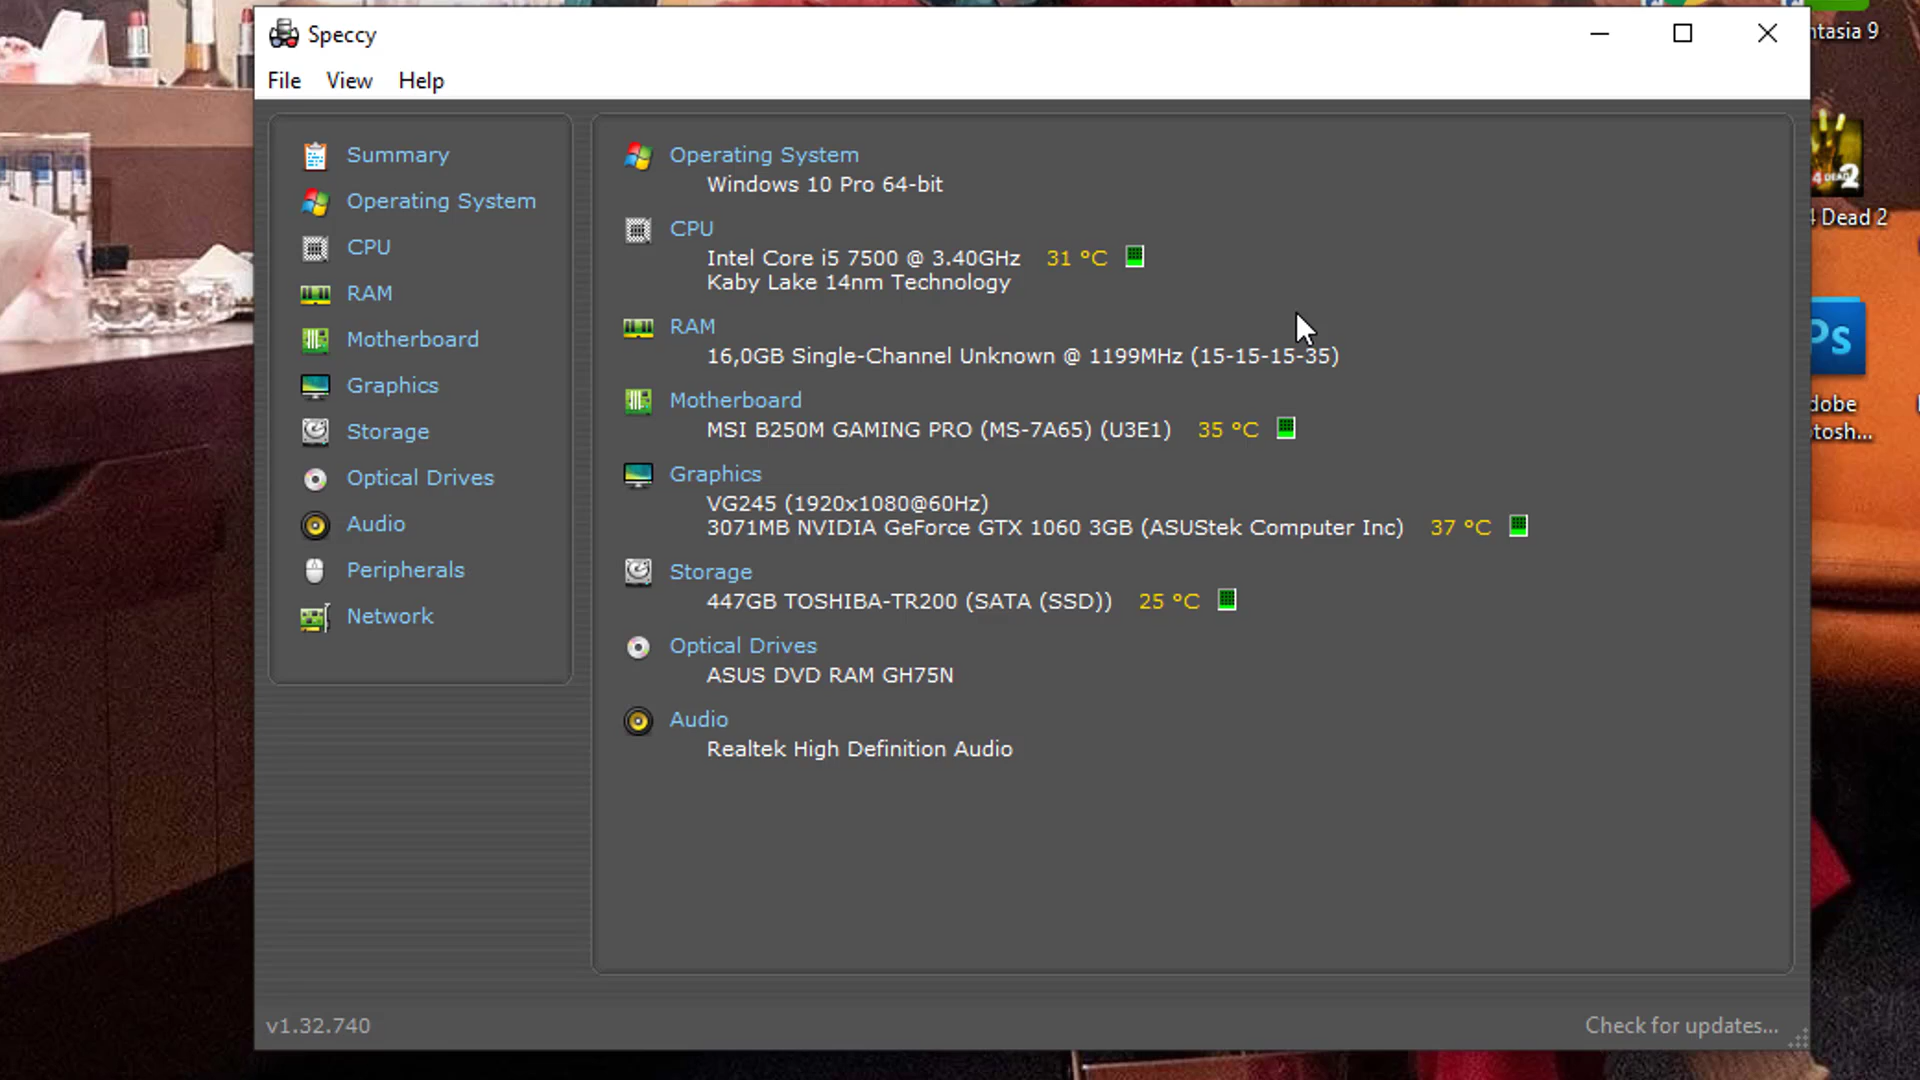 Speccy
File View Help
Summary
Operating System
CPU
RAM
Motherboard
Graphics
Storage
Optical Drives
Audio
Peripherals
Network
Operating System
Windows 10 Pro 64-bit
CPU
Intel Core i5 7500 @ 3.40GHz 31 °C
Kaby Lake 14nm Technology
RAM
16,0GB Single-Channel Unknown @ 1199MHz (15-15-15-35)
Motherboard
MSI B250M GAMING PRO (MS-7A65) (U3E1) 35 °C
Graphics
VG245 (1920x1080@60Hz)
3071MB NVIDIA GeForce GTX 1060 3GB (ASUStek Computer Inc) 37 °C
Storage
447GB TOSHIBA-TR200 (SATA (SSD)) 25 °C
Optical Drives
ASUS DVD RAM GH75N
Audio
Realtek High Definition Audio
v1.32.740
Check for updates...
ntasia 9
4 DEAD 2
4 Dead 2
Ps
dobe
tosh...